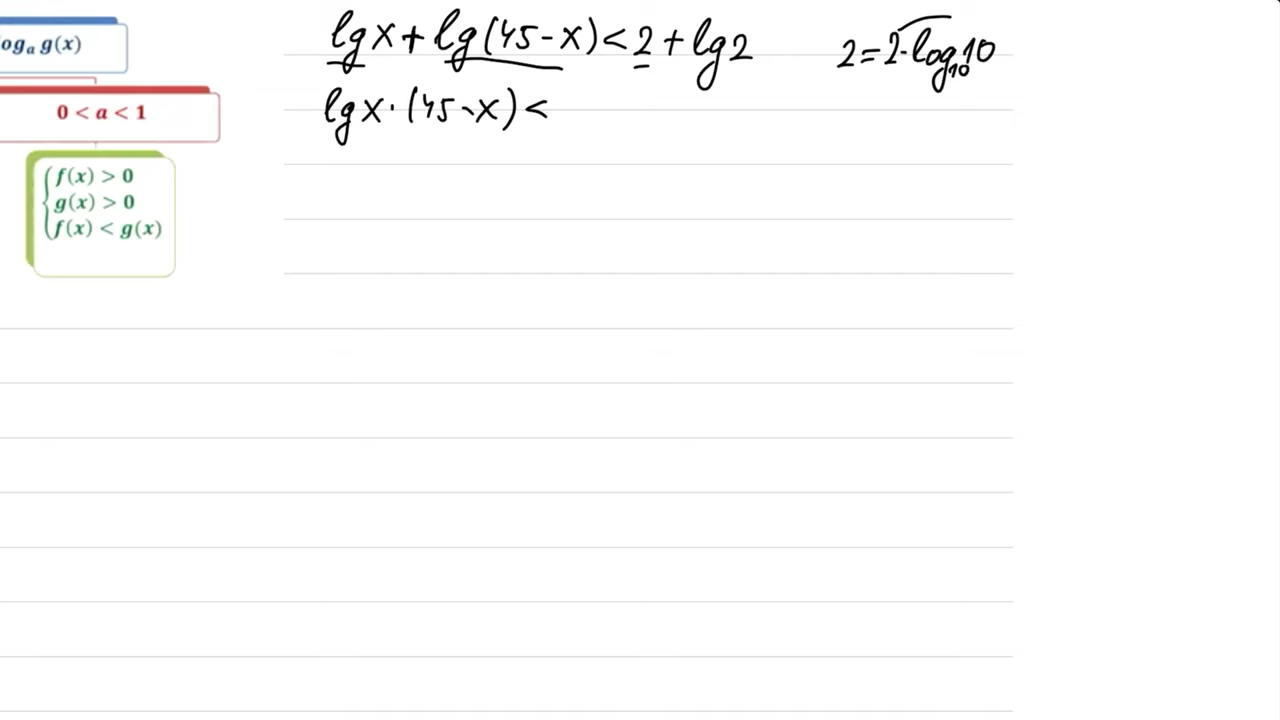 og_a g(x)
0 < a < 1
f(x) > 0
g(x) > 0
f(x) < g(x)
lg x + lg(45 - x) < 2 + lg 2
2 = 2 · log₁₀10
lg x · (45 - x) <